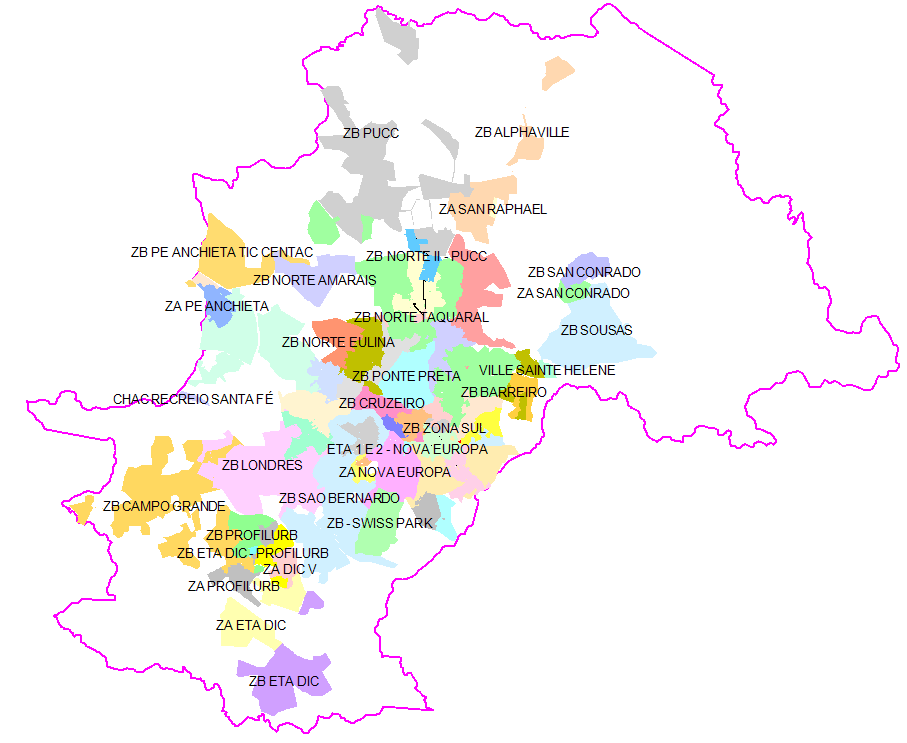 ZB PUCC
ZB ALPHAVILLE
ZA SAN RAPHAEL
ZB PE ANCHIETA TIC CENTAC
ZB NORTE II - PUCC
ZB NORTE AMARAIS
ZB SAN CONRADO
ZA SAN CONRADO
ZA PE ANCHIETA
ZB NORTE TAQUARAL
ZB SOUSAS
ZB NORTE EULINA
VILLE SAINTE HELENE
ZB PONTE PRETA
ZB BARREIRO
CHAC RECREIO SANTA FÉ
ZB CRUZEIRO
ZB ZONA SUL
ETA 1 E 2 - NOVA EUROPA
ZB LONDRES
ZA NOVA EUROPA
ZB SAO BERNARDO
ZB CAMPO GRANDE
ZB - SWISS PARK
ZB PROFILURB
ZB ETA DIC - PROFILURB
ZA DIC V
ZA PROFILURB
ZA ETA DIC
ZB ETA DIC